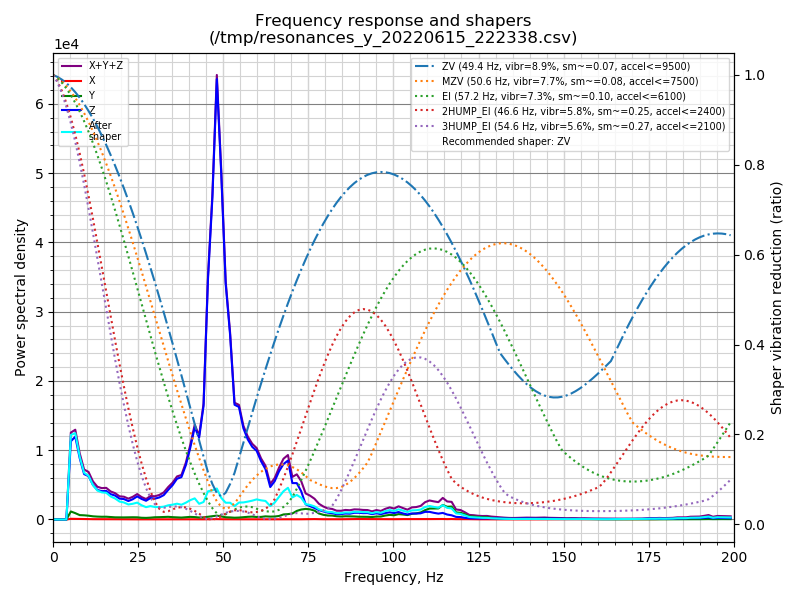 Frequency response and shapers
(/tmp/resonances_y_20220615_222338.csv)
1e4
X+Y+Z
X
Y
Z
After
shaper
ZV (49.4 Hz, vibr=8.9%, sm~=0.07, accel<=9500)
MZV (50.6 Hz, vibr=7.7%, sm~=0.08, accel<=7500)
EI (57.2 Hz, vibr=7.3%, sm~=0.10, accel<=6100)
2HUMP_EI (46.6 Hz, vibr=5.8%, sm~=0.25, accel<=2400)
3HUMP_EI (54.6 Hz, vibr=5.6%, sm~=0.27, accel<=2100)
Recommended shaper: ZV
Power spectral density
6
5
4
3
2
1
0
1.0
0.8
0.6
0.4
0.2
0.0
Shaper vibration reduction (ratio)
0 25 50 75 100 125 150 175 200
Frequency, Hz